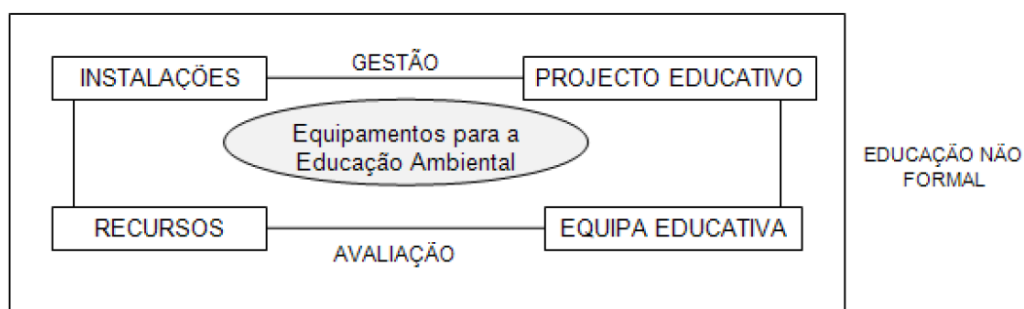 GESTÃO
INSTALAÇÕES
PROJECTO EDUCATIVO
Equipamentos para a
Educação Ambiental
EDUCAÇÃO NÃO
FORMAL
RECURSOS
EQUIPA EDUCATIVA
AVALIAÇÃO